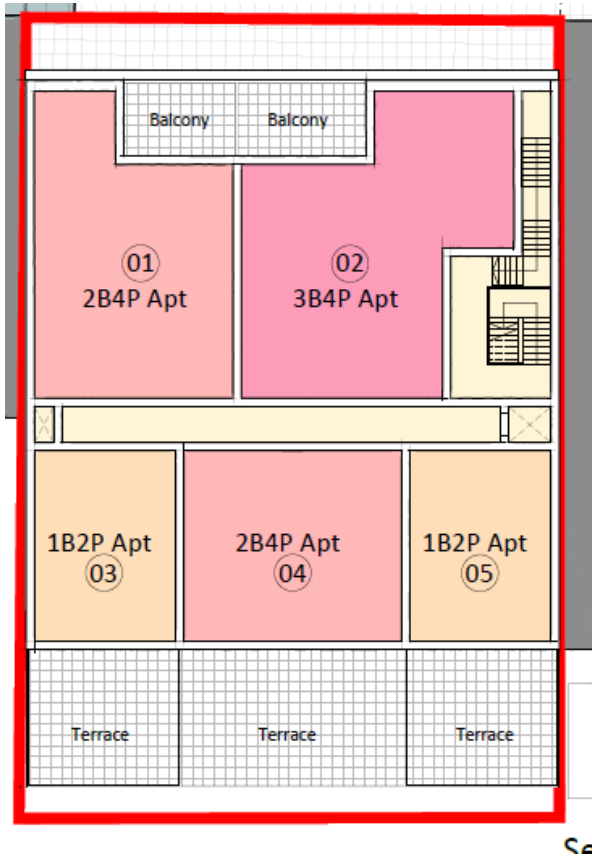 Balcony
Balcony
01
2B4P Apt
02
3B4P Apt
1B2P Apt
03
2B4P Apt
04
1B2P Apt
05
Terrace
Terrace
Terrace
Se